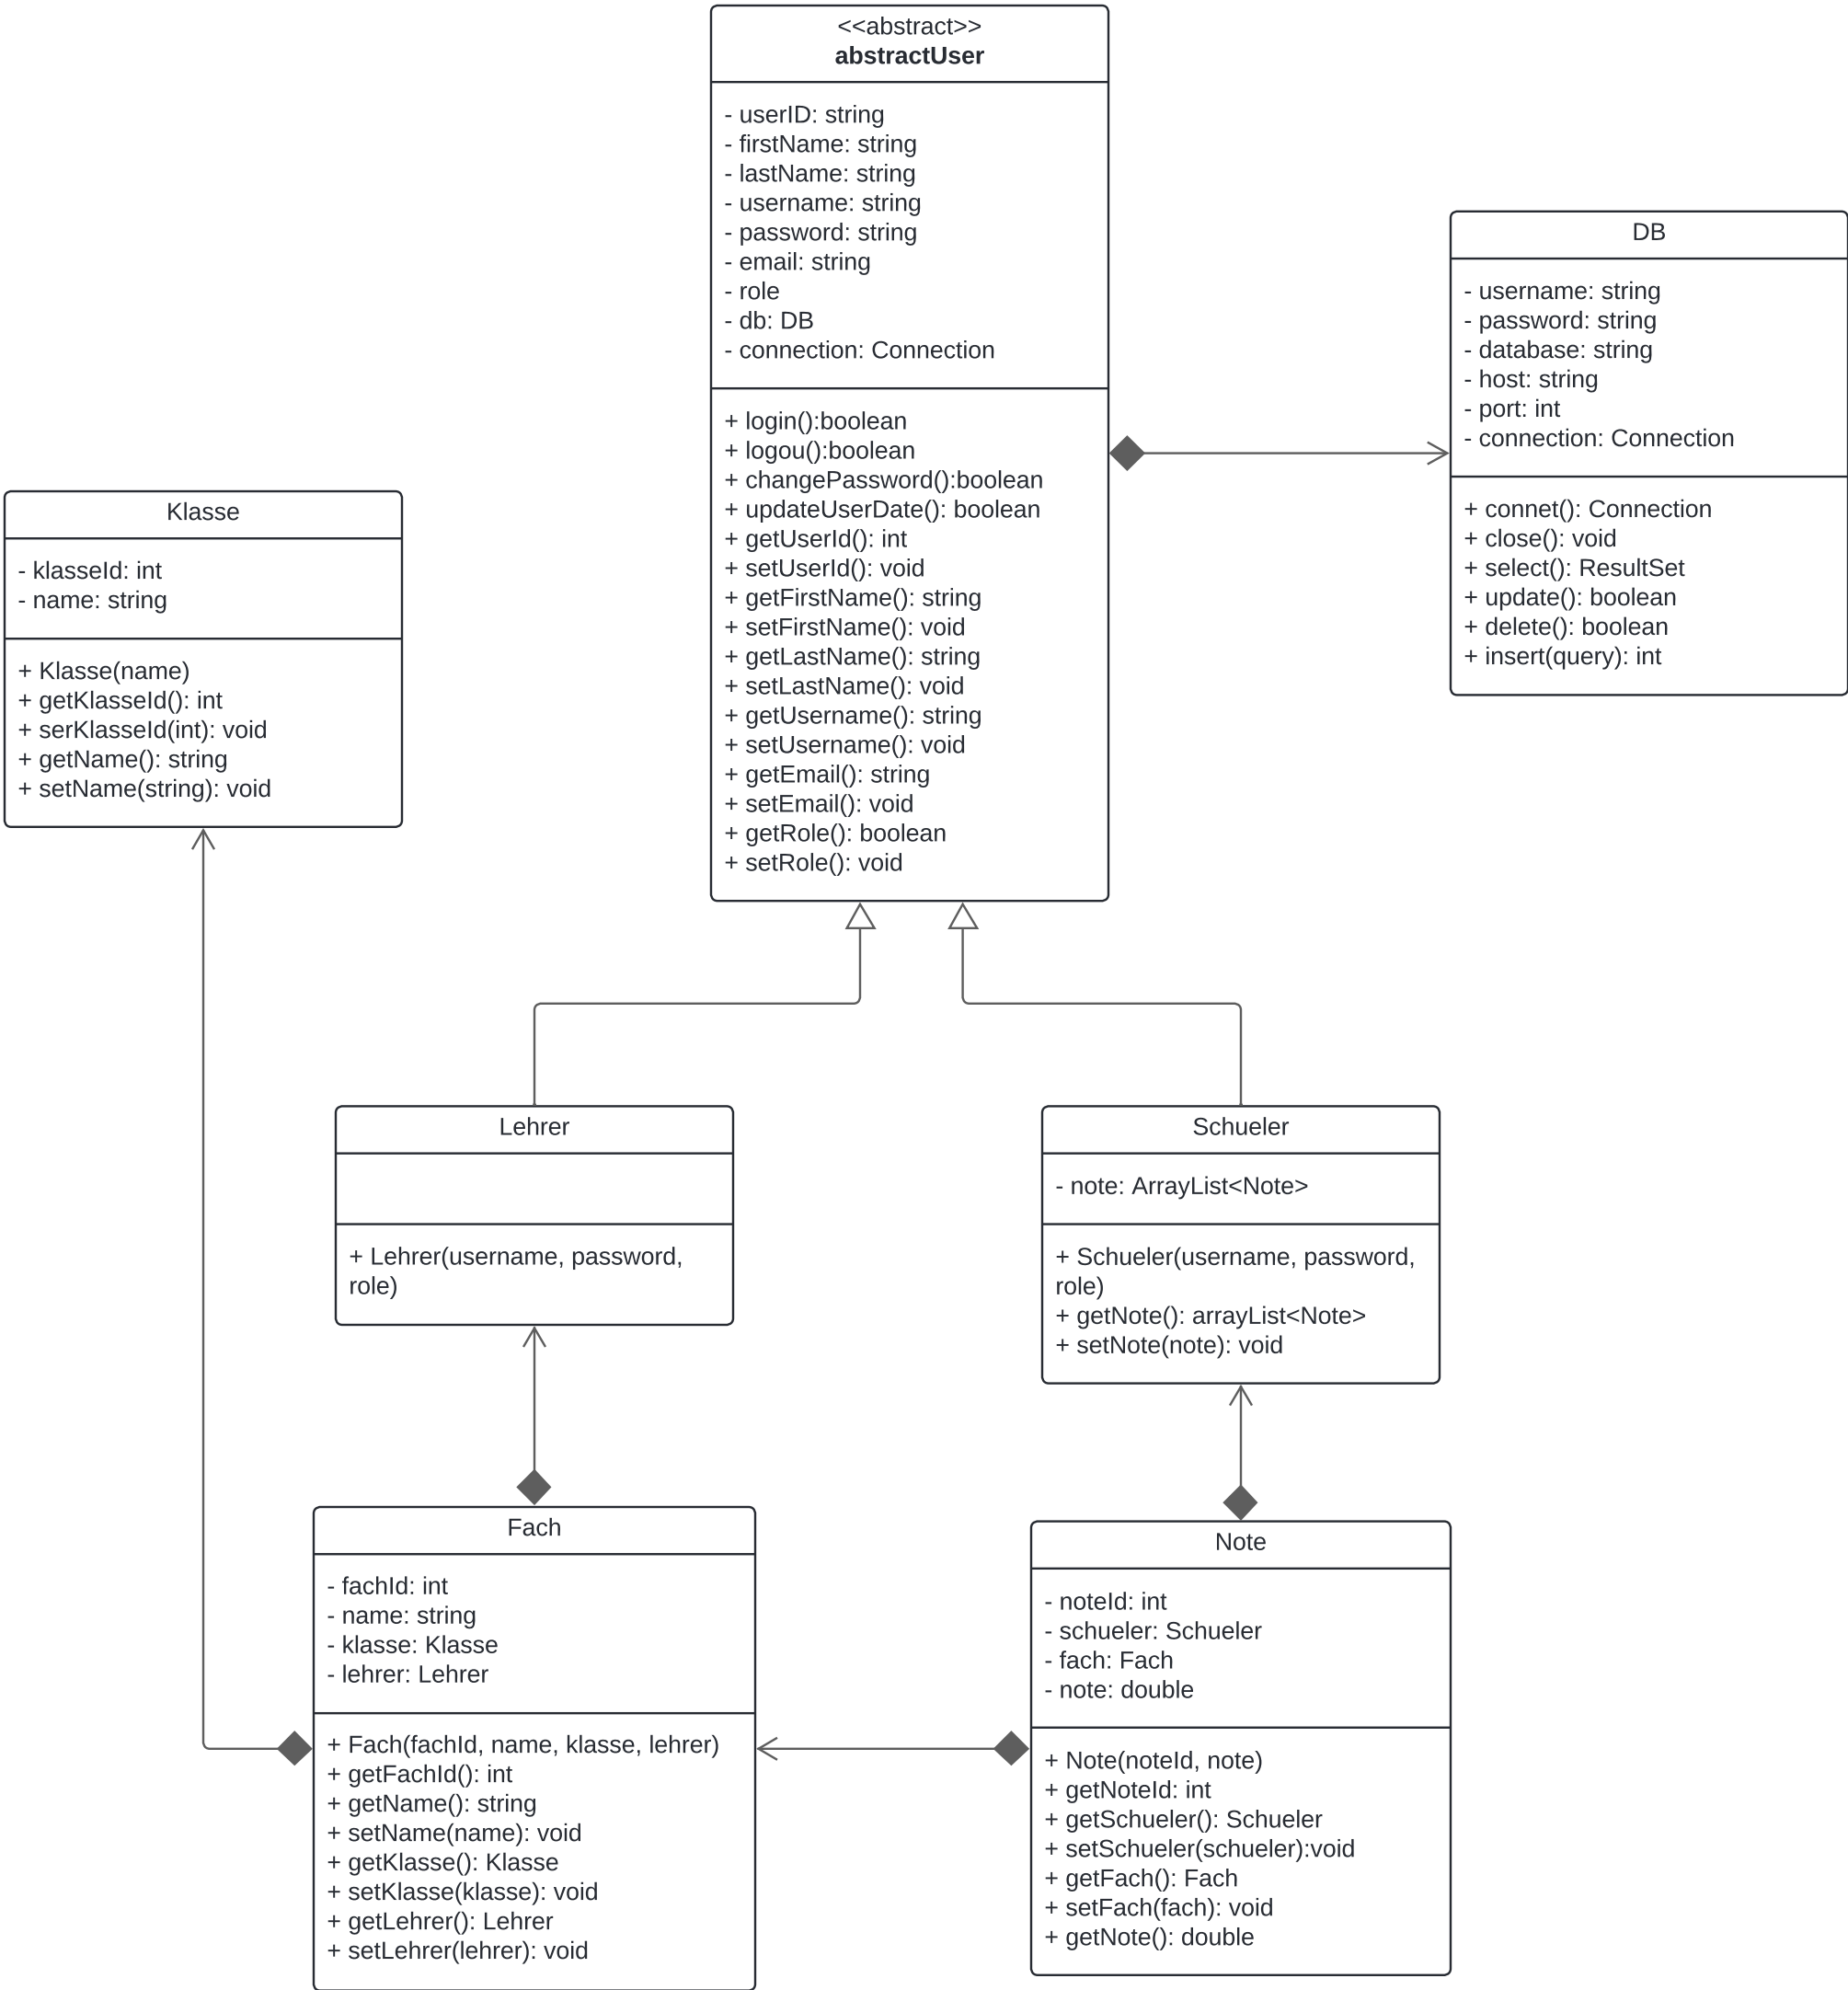 <<abstract>>
abstractUser
- userID: string
- firstName: string
- lastName: string
- username: string
- password: string
- email: string
- role
- db: DB
- connection: Connection
+ login():boolean
+ logou():boolean
+ changePassword():boolean
+ updateUserDate(): boolean
+ getUserId(): int
+ setUserId(): void
+ getFirstName(): string
+ setFirstName(): void
+ getLastName(): string
+ setLastName(): void
+ getUsername(): string
+ setUsername(): void
+ getEmail(): string
+ setEmail(): void
+ getRole(): boolean
+ setRole(): void
DB
- username: string
- password: string
- database: string
- host: string
- port: int
- connection: Connection
+ connet(): Connection
+ close(): void
+ select(): ResultSet
+ update(): boolean
+ delete(): boolean
+ insert(query): int
Klasse
- klasseId: int
- name: string
+ Klasse(name)
+ getKlasseId(): int
+ serKlasseId(int): void
+ getName(): string
+ setName(string): void
Lehrer
+ Lehrer(username, password,
role)
Schueler
- note: ArrayList<Note>
+ Schueler(username, password,
role)
+ getNote(): arrayList<Note>
+ setNote(note): void
Fach
- fachId: int
- name: string
- klasse: Klasse
- lehrer: Lehrer
+ Fach(fachId, name, klasse, lehrer)
+ getFachId(): int
+ getName(): string
+ setName(name): void
+ getKlasse(): Klasse
+ setKlasse(klasse): void
+ getLehrer(): Lehrer
+ setLehrer(lehrer): void
Note
- noteId: int
- schueler: Schueler
- fach: Fach
- note: double
+ Note(noteId, note)
+ getNoteId: int
+ getSchueler(): Schueler
+ setSchueler(schueler):void
+ getFach(): Fach
+ setFach(fach): void
+ getNote(): double